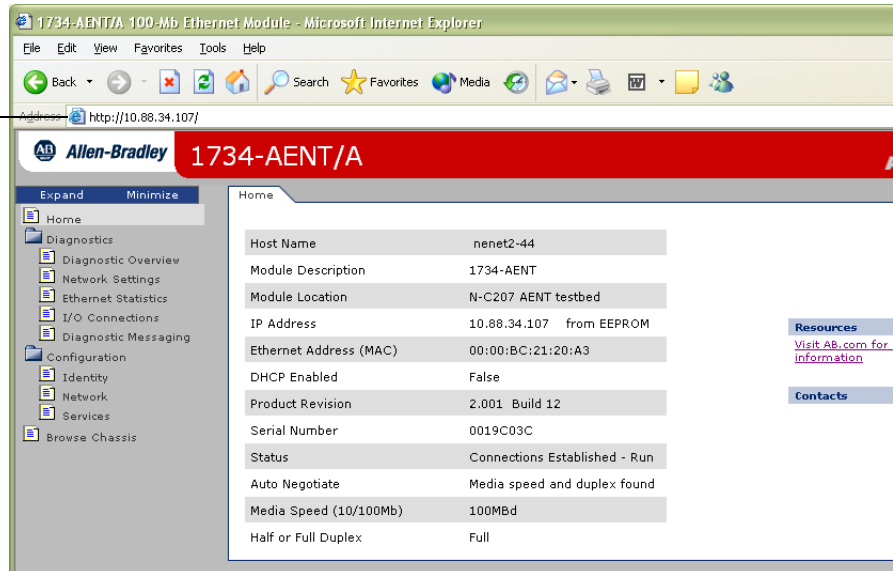 1734-AENT/A 100-Mb Ethernet Module - Microsoft Internet Explorer
File Edit View Favorites Tools Help
Back Search Favorites Media
Address http://10.88.34.107/
AB Allen-Bradley 1734-AENT/A
Expand Minimize
Home
Diagnostics
Diagnostic Overview
Network Settings
Ethernet Statistics
I/O Connections
Diagnostic Messaging
Configuration
Identity
Network
Services
Browse Chassis
Home
Host Name nenet2-44
Module Description 1734-AENT
Module Location N-C207 AENT testbed
IP Address 10.88.34.107 from EEPROM
Ethernet Address (MAC) 00:00:BC:21:20:A3
DHCP Enabled False
Product Revision 2.001 Build 12
Serial Number 0019C03C
Status Connections Established - Run
Auto Negotiate Media speed and duplex found
Media Speed (10/100Mb) 100MBd
Half or Full Duplex Full
Resources
Visit AB.com for
information
Contacts